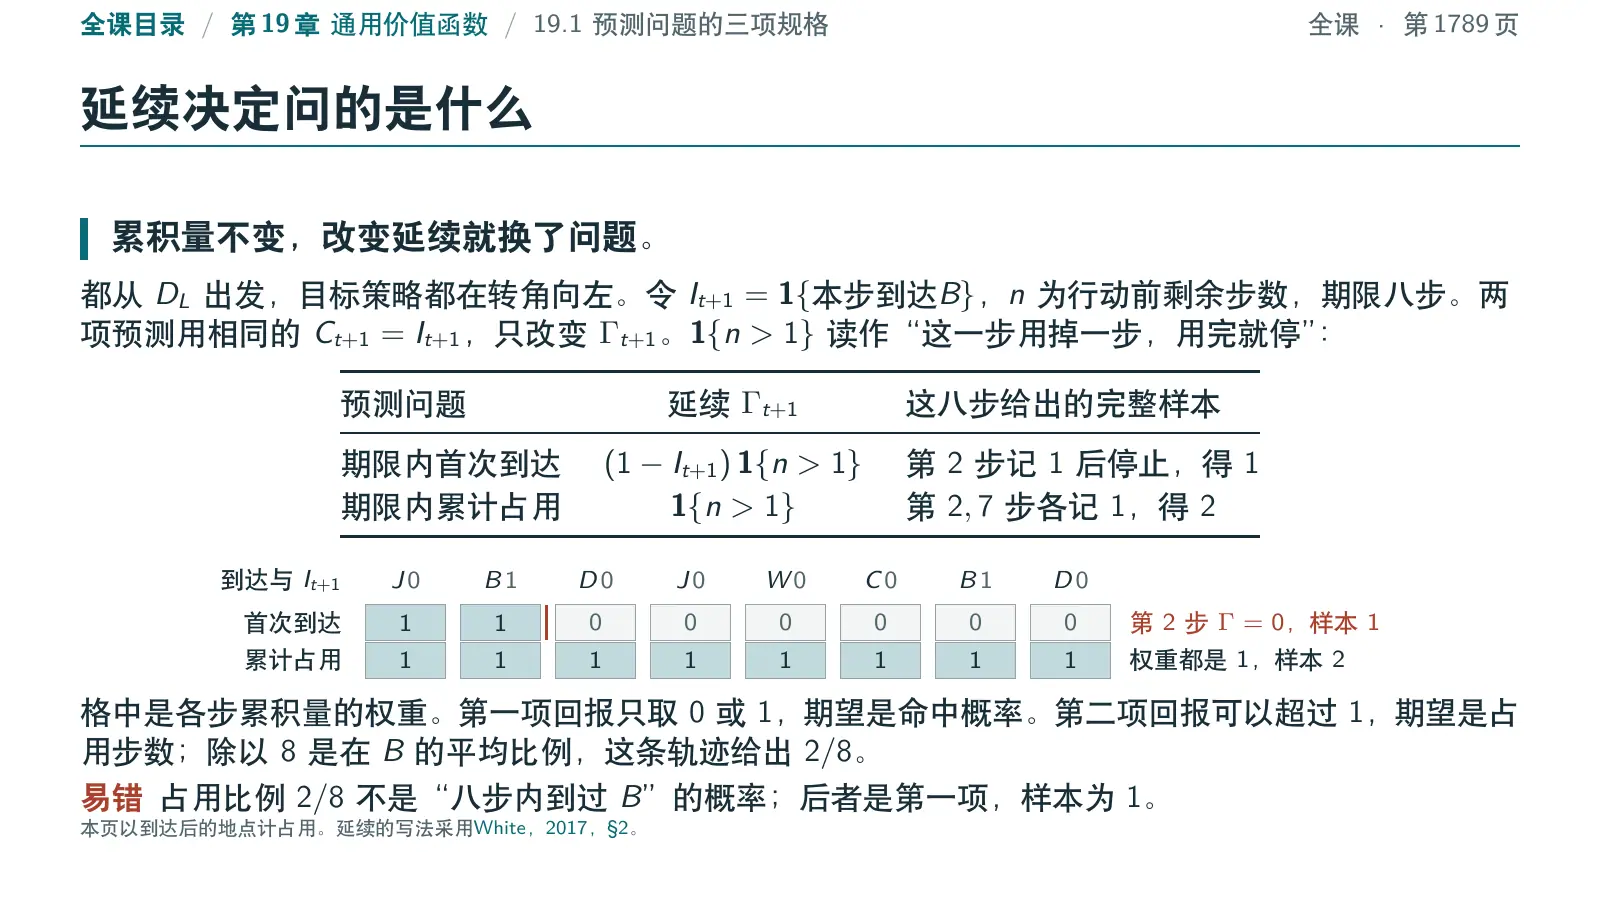 全课目录 / 第 19 章 通用价值函数 / 19.1 预测问题的三项规格
全课 · 第 1789 页
延续决定问的是什么
累积量不变，改变延续就换了问题。
都从 D_L 出发，目标策略都在转角向左。令 I_{t+1} = 1{本步到达B}，n 为行动前剩余步数，期限八步。两
项预测用相同的 C_{t+1} = I_{t+1}，只改变 Γ_{t+1}。1{n > 1} 读作 “这一步用掉一步，用完就停”：
预测问题 延续 Γ_{t+1} 这八步给出的完整样本
期限内首次到达 (1 − I_{t+1}) 1{n > 1} 第 2 步记 1 后停止，得 1
期限内累计占用 1{n > 1} 第 2, 7 步各记 1，得 2
到达与 I_{t+1} J 0 B 1 D 0 J 0 W 0 C 0 B 1 D 0
首次到达 1 1 0 0 0 0 0 0 第 2 步 Γ = 0，样本 1
累计占用 1 1 1 1 1 1 1 1 权重都是 1，样本 2
格中是各步累积量的权重。第一项回报只取 0 或 1，期望是命中概率。第二项回报可以超过 1，期望是占
用步数；除以 8 是在 B 的平均比例，这条轨迹给出 2/8。
易错 占用比例 2/8 不是 “八步内到过 B” 的概率；后者是第一项，样本为 1。
本页以到达后的地点计占用。延续的写法采用White，2017，§2。